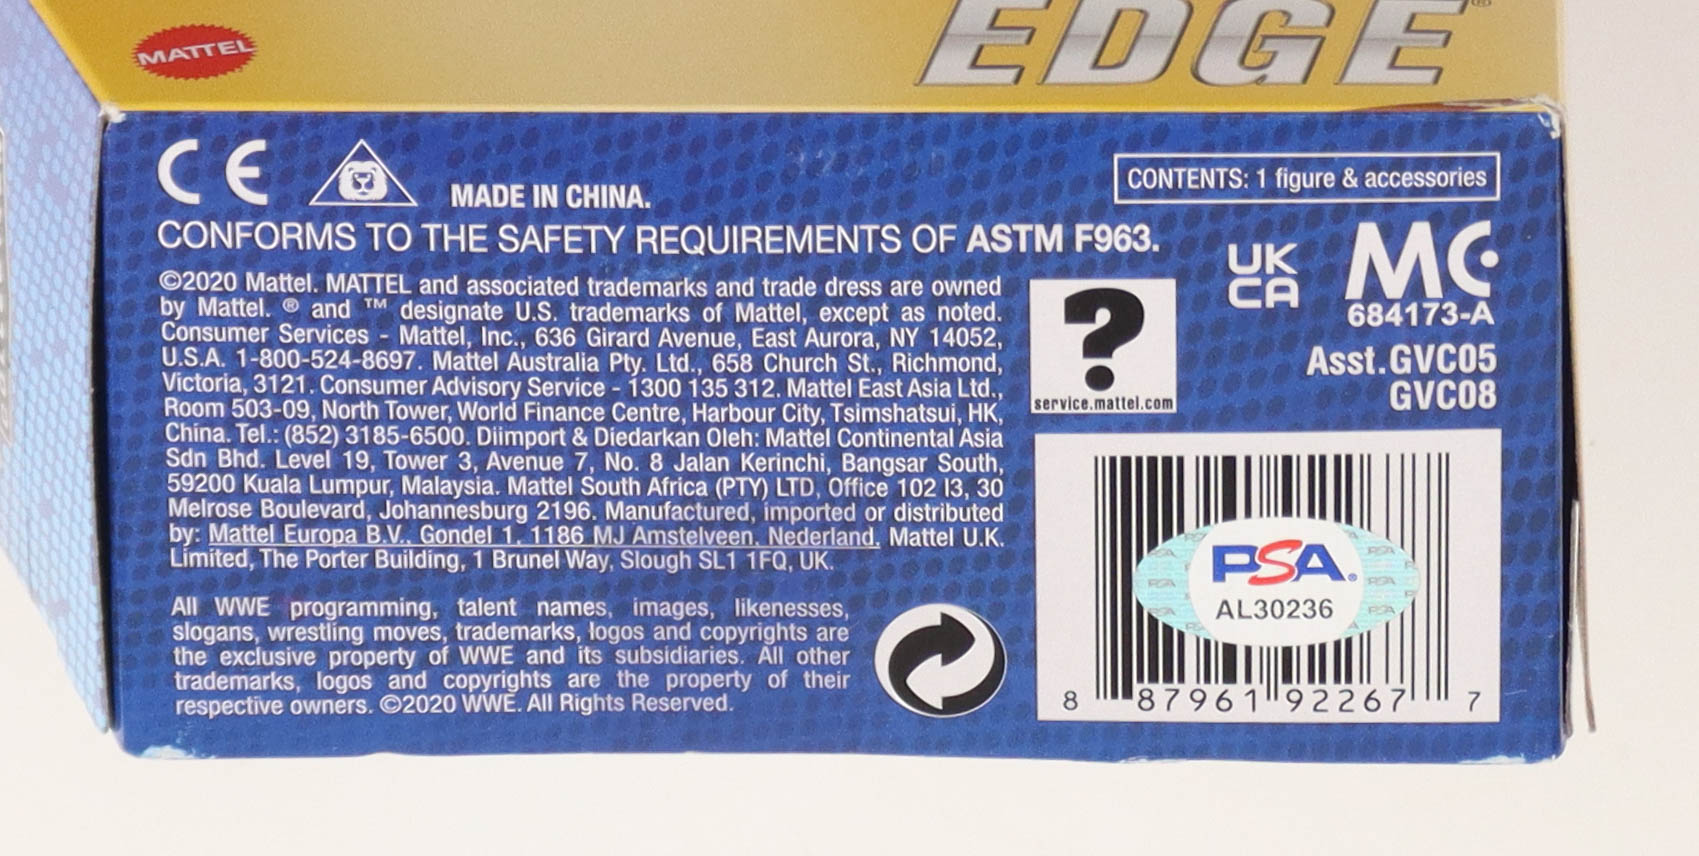 MATTEL
EDGE®
CE
MADE IN CHINA.
CONTENTS: 1 figure & accessories
CONFORMS TO THE SAFETY REQUIREMENTS OF ASTM F963.
©2020 Mattel. MATTEL and associated trademarks and trade dress are owned
by Mattel. ® and ™ designate U.S. trademarks of Mattel, except as noted.
Consumer Services - Mattel, Inc., 636 Girard Avenue, East Aurora, NY 14052,
U.S.A. 1-800-524-8697. Mattel Australia Pty. Ltd., 658 Church St., Richmond,
Victoria, 3121. Consumer Advisory Service - 1300 135 312. Mattel East Asia Ltd.,
Room 503-09, North Tower, World Finance Centre, Harbour City, Tsimshatsui, HK,
China. Tel.: (852) 3185-6500. Diimport & Diedarkan Oleh: Mattel Continental Asia
Sdn Bhd. Level 19, Tower 3, Avenue 7, No. 8 Jalan Kerinchi, Bangsar South,
59200 Kuala Lumpur, Malaysia. Mattel South Africa (PTY) LTD, Office 102 I3, 30
Melrose Boulevard, Johannesburg 2196. Manufactured, imported or distributed
by: Mattel Europa B.V., Gondel 1, 1186 MJ Amstelveen, Nederland. Mattel U.K.
Limited, The Porter Building, 1 Brunel Way, Slough SL1 1FQ, UK.
All WWE programming, talent names, images, likenesses,
slogans, wrestling moves, trademarks, logos and copyrights are
the exclusive property of WWE and its subsidiaries. All other
trademarks, logos and copyrights are the property of their
respective owners. ©2020 WWE. All Rights Reserved.
?
service.mattel.com
UK
CA
MC
684173-A
Asst.GVC05
GVC08
PSA®
AL30236
8 87961 92267 7